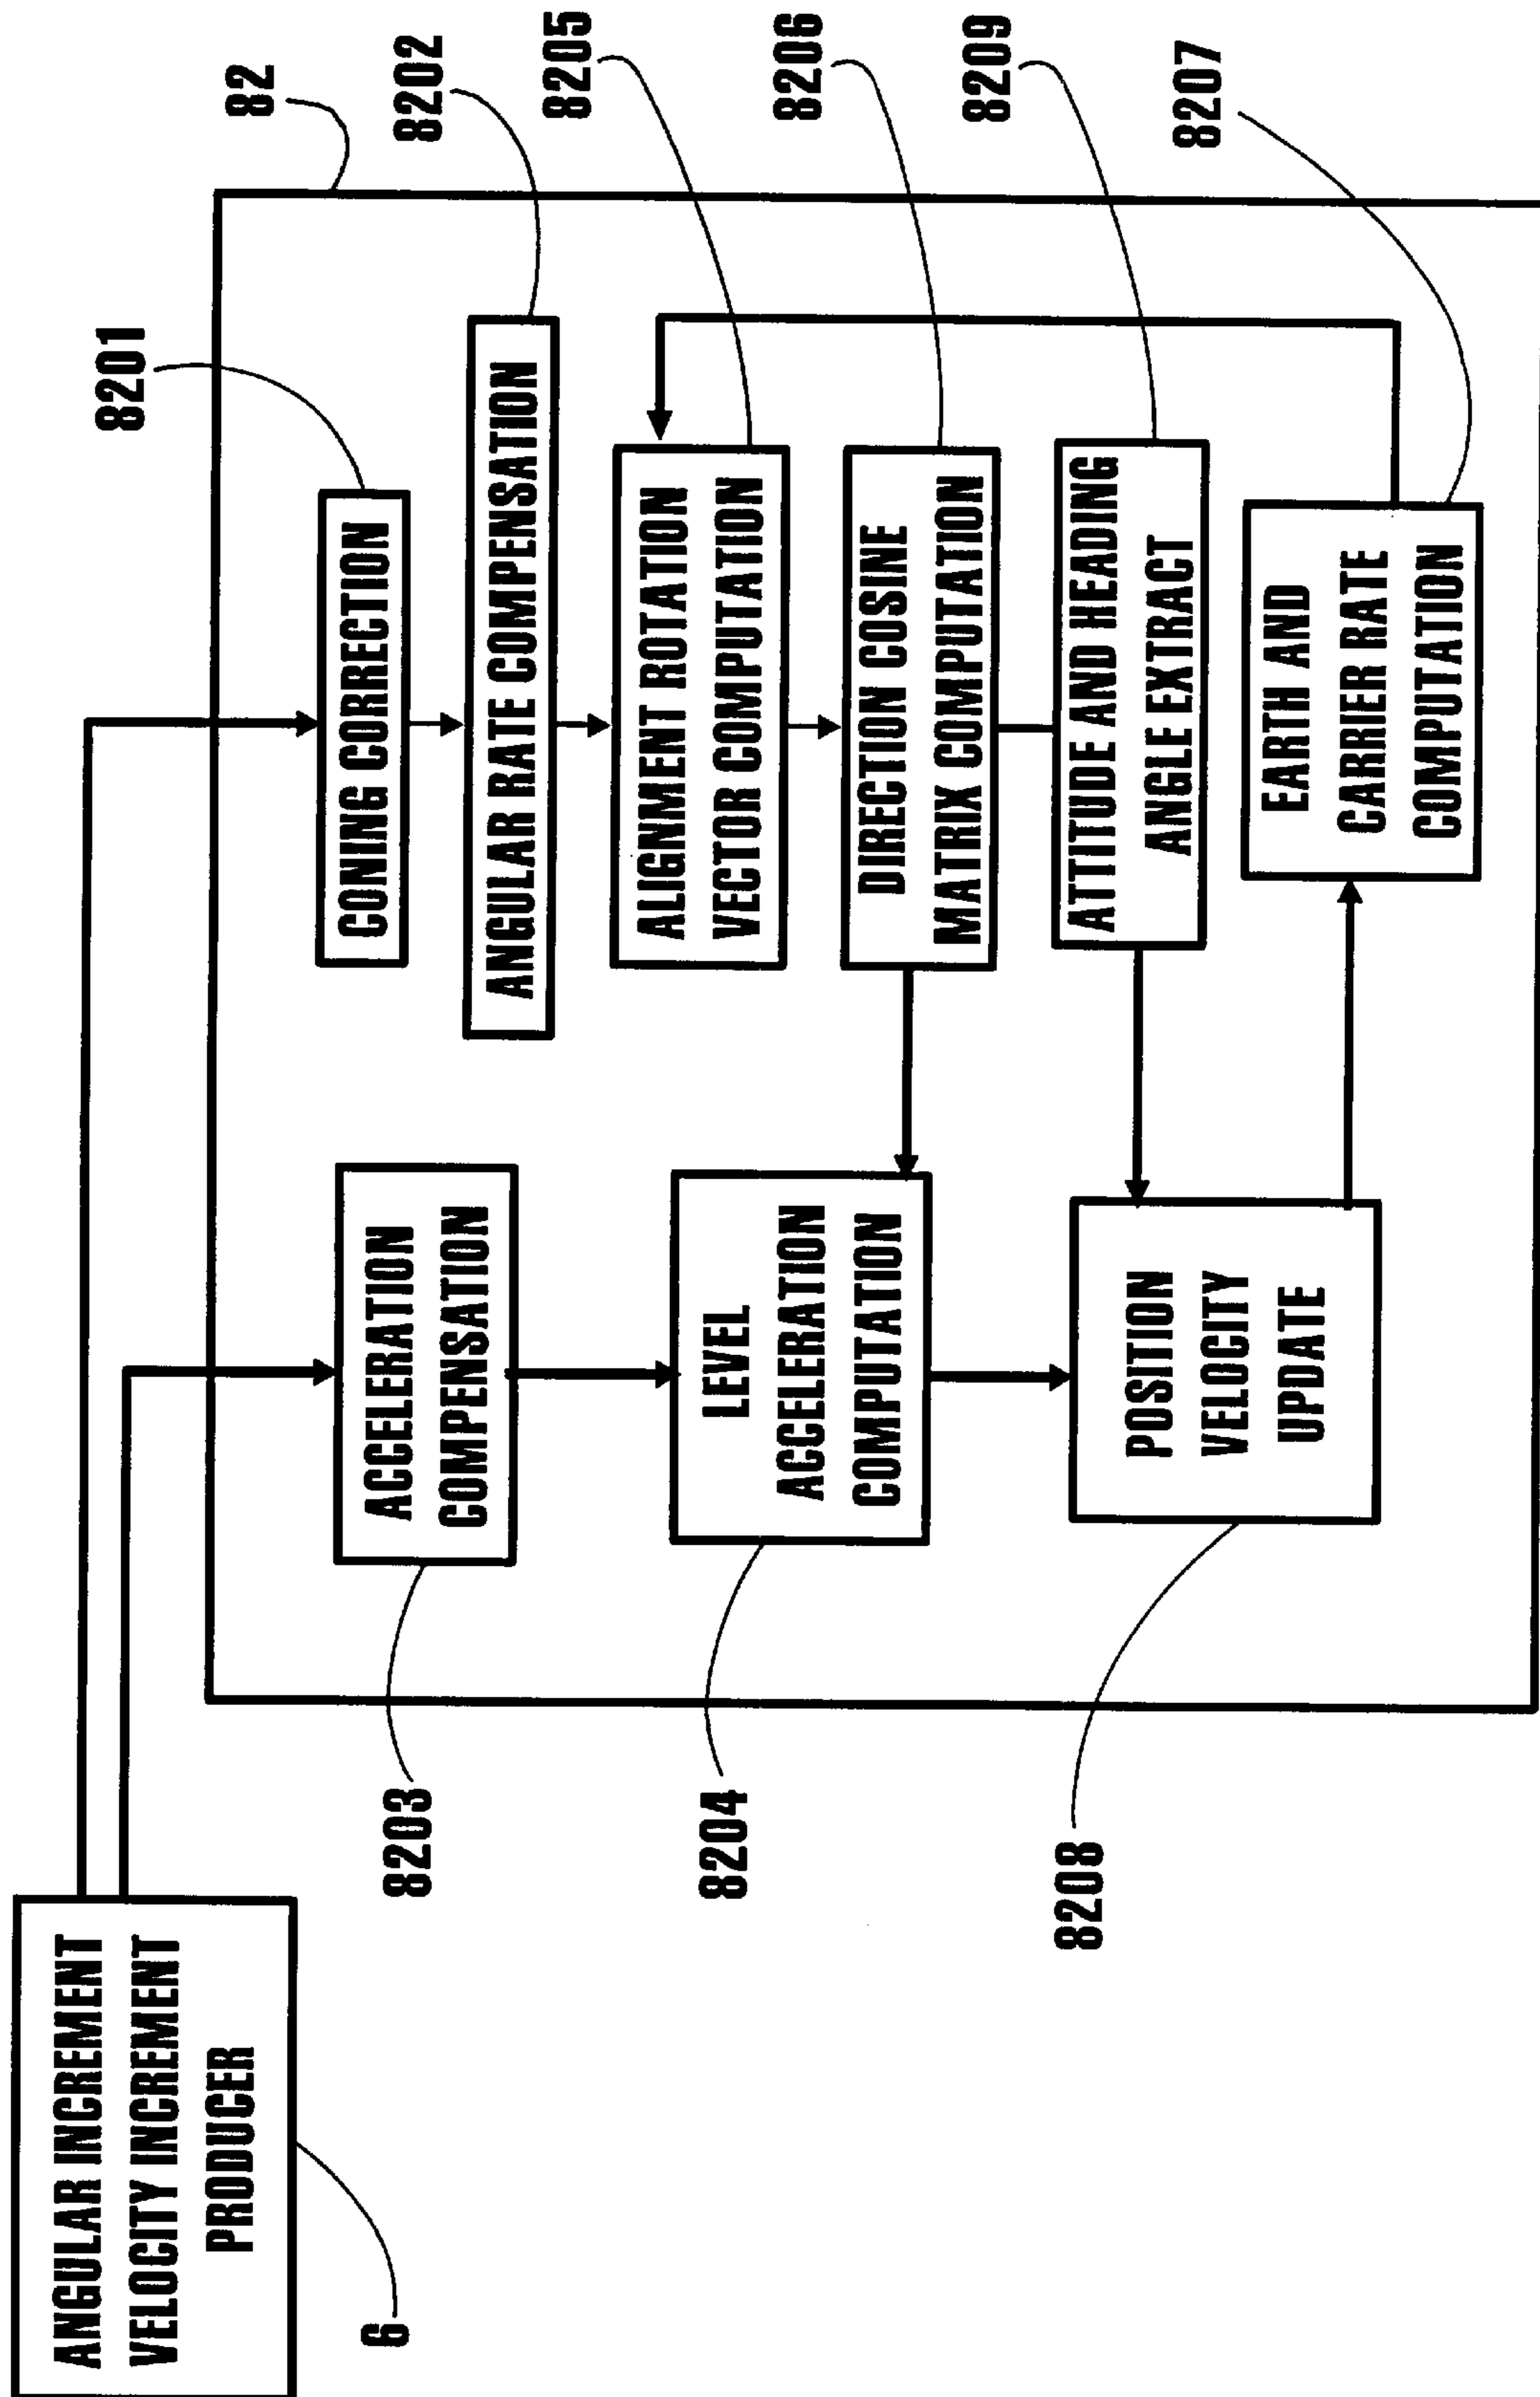 ANGULAR INCREMENT
VELOCITY INCREMENT
PRODUCER
6
82
8201
CONING CORRECTION
8202
ANGULAR RATE COMPENSATION
8203
ACCELERATION
COMPENSATION
8205
ALIGNMENT ROTATION
VECTOR COMPUTATION
8204
LEVEL
ACCELERATION
COMPUTATION
8206
DIRECTION COSINE
MATRIX COMPUTATION
8209
ATTITUDE AND HEADING
ANGLE EXTRACT
8208
POSITION
VELOCITY
UPDATE
8207
EARTH AND
CARRIER RATE
COMPUTATION